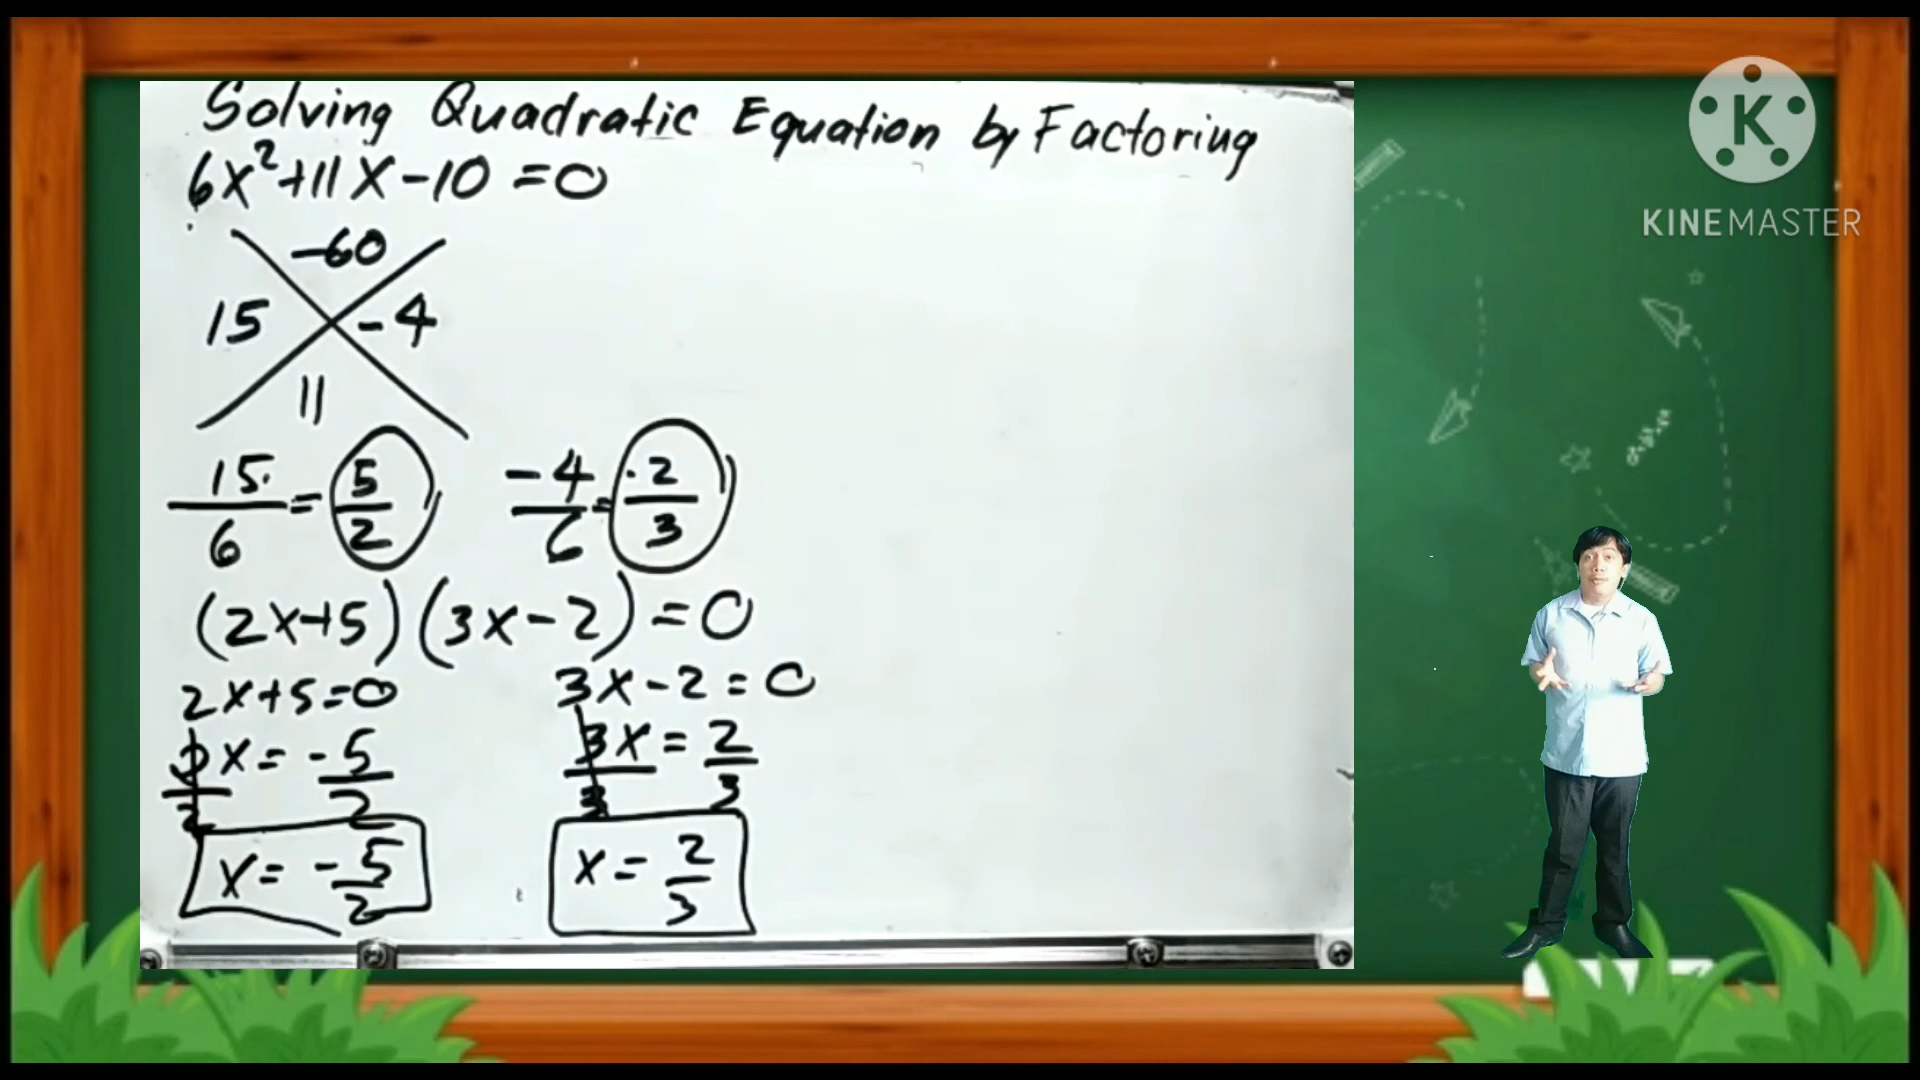 Solving Quadratic Equation by Factoring
6x²+11x-10=0
-60
15 -4
11
15/6 = 5/2 -4/6 = -2/3
(2x+5)(3x-2)=0
2x+5=0 3x-2=0
2x/2 = -5/2 3x/3 = 2/3
x = -5/2 x = 2/3
K
KINEMASTER